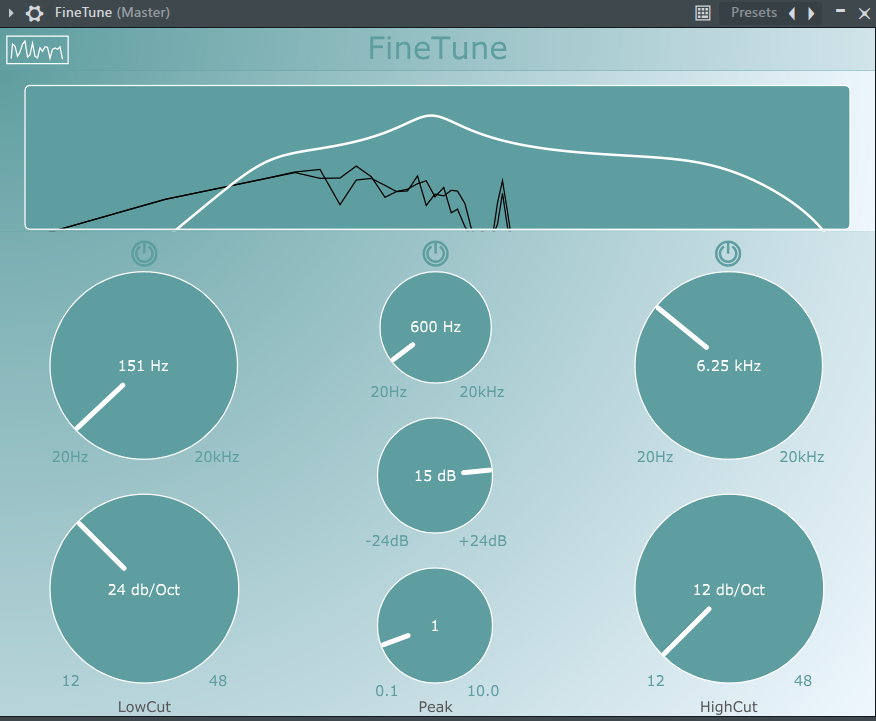 FineTune (Master)
Presets
FineTune
151 Hz
20Hz 20kHz
24 db/Oct
12 48
LowCut
600 Hz
20Hz 20kHz
15 dB
-24dB +24dB
1
0.1 10.0
Peak
6.25 kHz
20Hz 20kHz
12 db/Oct
12 48
HighCut